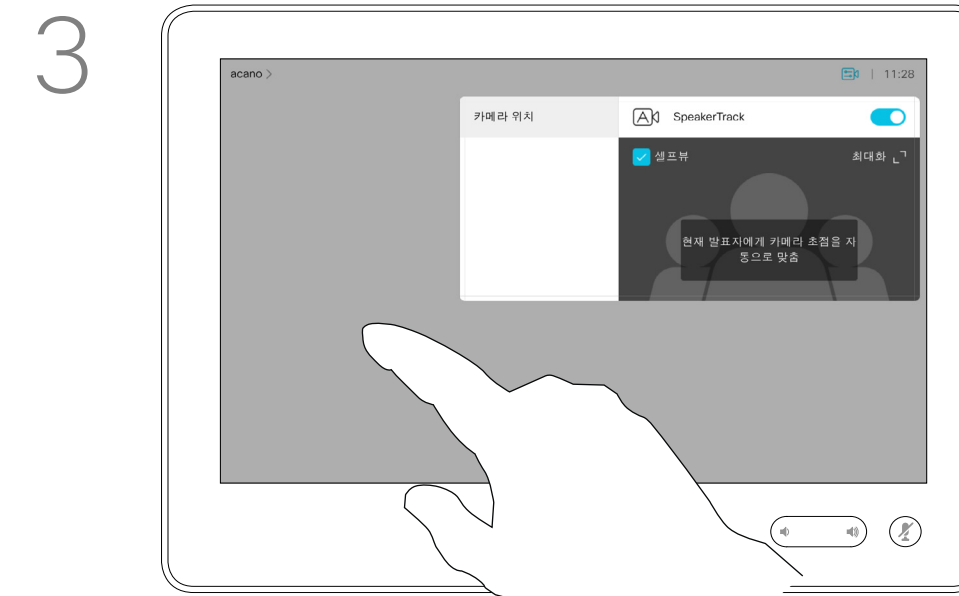 3
acano >
11:28
카메라 위치
SpeakerTrack
셀프뷰
최대화
현재 발표자에게 카메라 초점을 자
동으로 맞춤